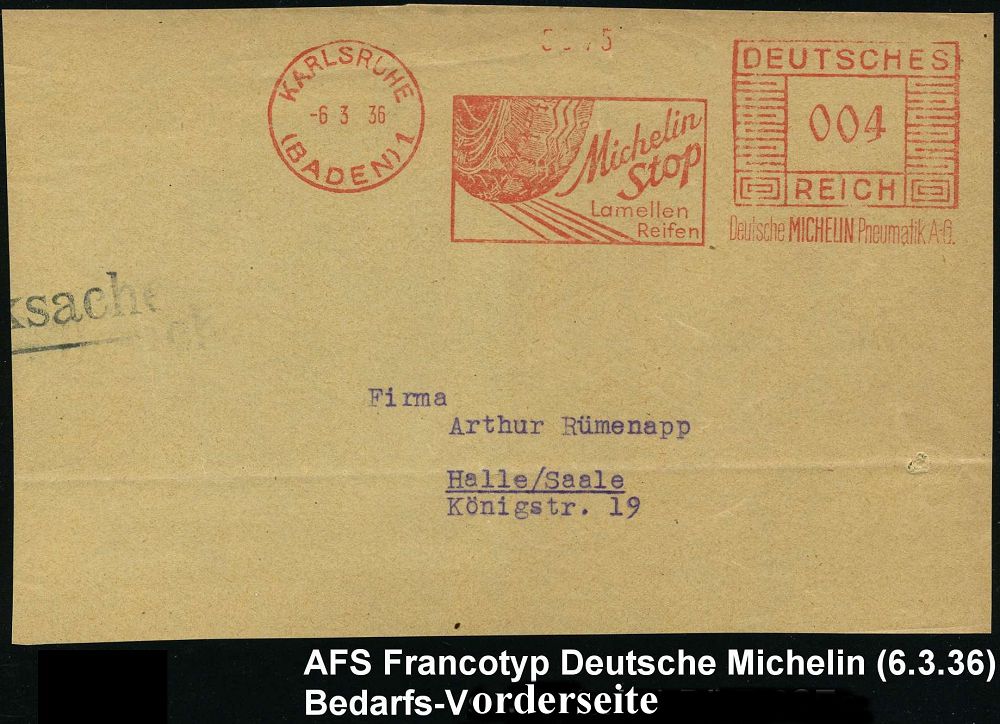 KARLSRUHE
-6 3 36
(BADEN) 1
Michelin
Stop
Lamellen
Reifen
DEUTSCHES
004
REICH
Deutsche MICHELIN Pneumatik A-G.
ksache
Firma
Arthur Rümenapp
Halle/Saale
Königstr. 19
AFS Francotyp Deutsche Michelin (6.3.36)
Bedarfs-Vorderseite